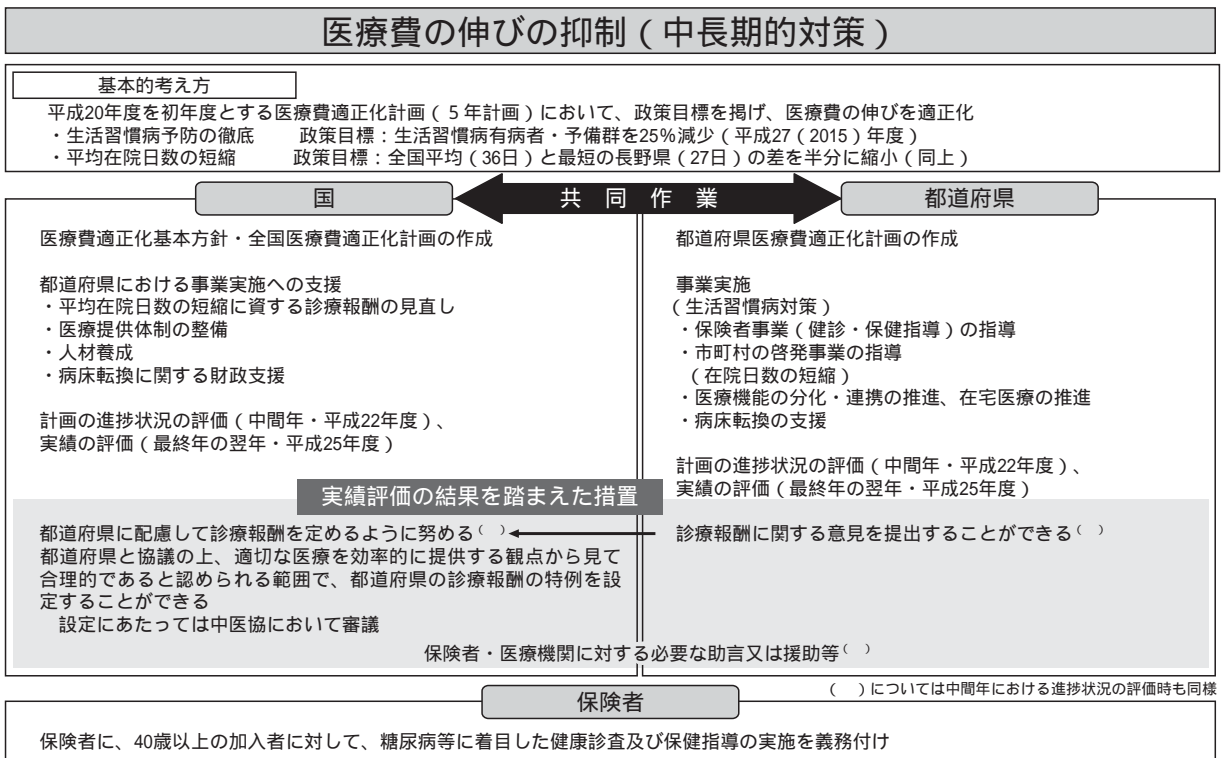 医療費の伸びの抑制(中長期的対策)
基本的考え方
平成20年度を初年度とする医療費適正化計画(5年計画)において、政策目標を掲げ、医療費の伸びを適正化
・生活習慣病予防の徹底 政策目標:生活習慣病有病者・予備群を25%減少(平成27(2015)年度)
・平均在院日数の短縮 政策目標:全国平均(36日)と最短の長野県(27日)の差を半分に縮小(同上)
国
共同作業
都道府県
医療費適正化基本方針・全国医療費適正化計画の作成
都道府県における事業実施への支援
・平均在院日数の短縮に資する診療報酬の見直し
・医療提供体制の整備
・人材養成
・病床転換に関する財政支援
計画の進捗状況の評価(中間年・平成22年度)、
実績の評価(最終年の翌年・平成25年度)
都道府県医療費適正化計画の作成
事業実施
(生活習慣病対策)
・保険者事業(健診・保健指導)の指導
・市町村の啓発事業の指導
(在院日数の短縮)
・医療機能の分化・連携の推進、在宅医療の推進
・病床転換の支援
計画の進捗状況の評価(中間年・平成22年度)、
実績の評価(最終年の翌年・平成25年度)
実績評価の結果を踏まえた措置
都道府県に配慮して診療報酬を定めるように努める( )
都道府県と協議の上、適切な医療を効率的に提供する観点から見て
合理的であると認められる範囲で、都道府県の診療報酬の特例を設
定することができる
設定にあたっては中医協において審議
診療報酬に関する意見を提出することができる( )
保険者・医療機関に対する必要な助言又は援助等( )
( )については中間年における進捗状況の評価時も同様
保険者
保険者に、40歳以上の加入者に対して、糖尿病等に着目した健康診査及び保健指導の実施を義務付け